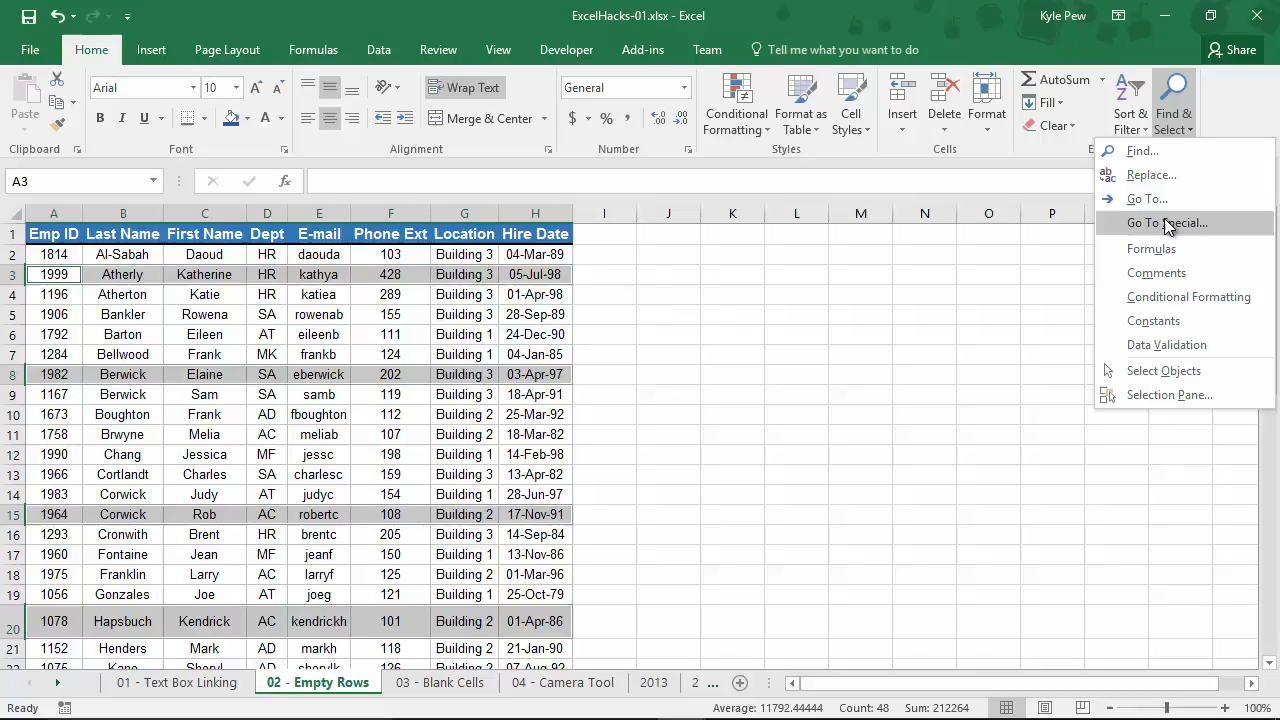 ExcelHacks-01.xlsx - Excel
Kyle Pew
File Home Insert Page Layout Formulas Data Review View Developer Add-ins Team Tell me what you want to do Share
Paste
Clipboard
Arial 10
B I U
Font
Wrap Text
Merge & Center
Alignment
General
$ % ,
Number
Conditional Formatting
Format as Table
Cell Styles
Styles
Insert Delete Format
Cells
AutoSum
Fill
Clear
Sort & Filter
Find & Select
Find...
Replace...
Go To...
Go To Special...
Formulas
Comments
Conditional Formatting
Constants
Data Validation
Select Objects
Selection Pane...
A3
fx
A B C D E F G H I J K L M N O P
1 Emp ID Last Name First Name Dept E-mail Phone Ext Location Hire Date
2 1814 Al-Sabah Daoud HR daouda 103 Building 3 04-Mar-89
3 1999 Atherly Katherine HR kathya 428 Building 3 05-Jul-98
4 1196 Atherton Katie HR katiea 289 Building 3 01-Apr-98
5 1906 Bankler Rowena SA rowenab 155 Building 3 28-Sep-89
6 1792 Barton Eileen AT eileenb 111 Building 1 24-Dec-90
7 1284 Bellwood Frank MK frankb 124 Building 1 04-Jan-85
8 1982 Berwick Elaine SA eberwick 202 Building 3 03-Apr-97
9 1167 Berwick Sam SA samb 119 Building 3 18-Apr-91
10 1673 Boughton Frank AD fboughton 112 Building 2 25-Mar-92
11 1758 Brwyne Melia AC meliab 107 Building 2 18-Mar-82
12 1990 Chang Jessica MF jessc 198 Building 1 14-Feb-98
13 1966 Cortlandt Charles SA charlesc 159 Building 3 13-Apr-82
14 1983 Corwick Judy AT judyc 154 Building 1 28-Jun-97
15 1964 Corwick Rob AC robertc 108 Building 2 17-Nov-91
16 1293 Cronwith Brent HR brentc 205 Building 3 14-Sep-84
17 1960 Fontaine Jean MF jeanf 150 Building 1 13-Nov-86
18 1975 Franklin Larry AC larryf 125 Building 2 01-Mar-96
19 1056 Gonzales Joe AT joeg 121 Building 1 25-Oct-79
20 1078 Hapsbuch Kendrick AC kendrickh 101 Building 2 01-Apr-86
21 1152 Henders Mark AD markh 118 Building 2 21-Jan-90
01 - Text Box Linking 02 - Empty Rows 03 - Blank Cells 04 - Camera Tool 2013 2 ...
Ready Average: 11792.44444 Count: 48 Sum: 212264 100%